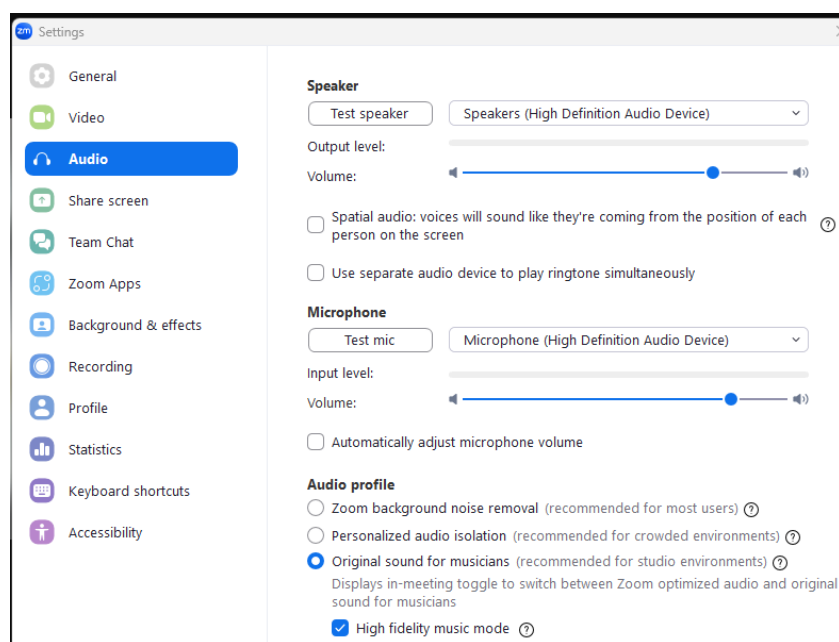 zm Settings
General
Video
Audio
Share screen
Team Chat
Zoom Apps
Background & effects
Recording
Profile
Statistics
Keyboard shortcuts
Accessibility
Speaker
Test speaker
Speakers (High Definition Audio Device)
Output level:
Volume:
Spatial audio: voices will sound like they're coming from the position of each
person on the screen
Use separate audio device to play ringtone simultaneously
Microphone
Test mic
Microphone (High Definition Audio Device)
Input level:
Volume:
Automatically adjust microphone volume
Audio profile
Zoom background noise removal (recommended for most users) ?
Personalized audio isolation (recommended for crowded environments) ?
Original sound for musicians (recommended for studio environments) ?
Displays in-meeting toggle to switch between Zoom optimized audio and original
sound for musicians
High fidelity music mode ?